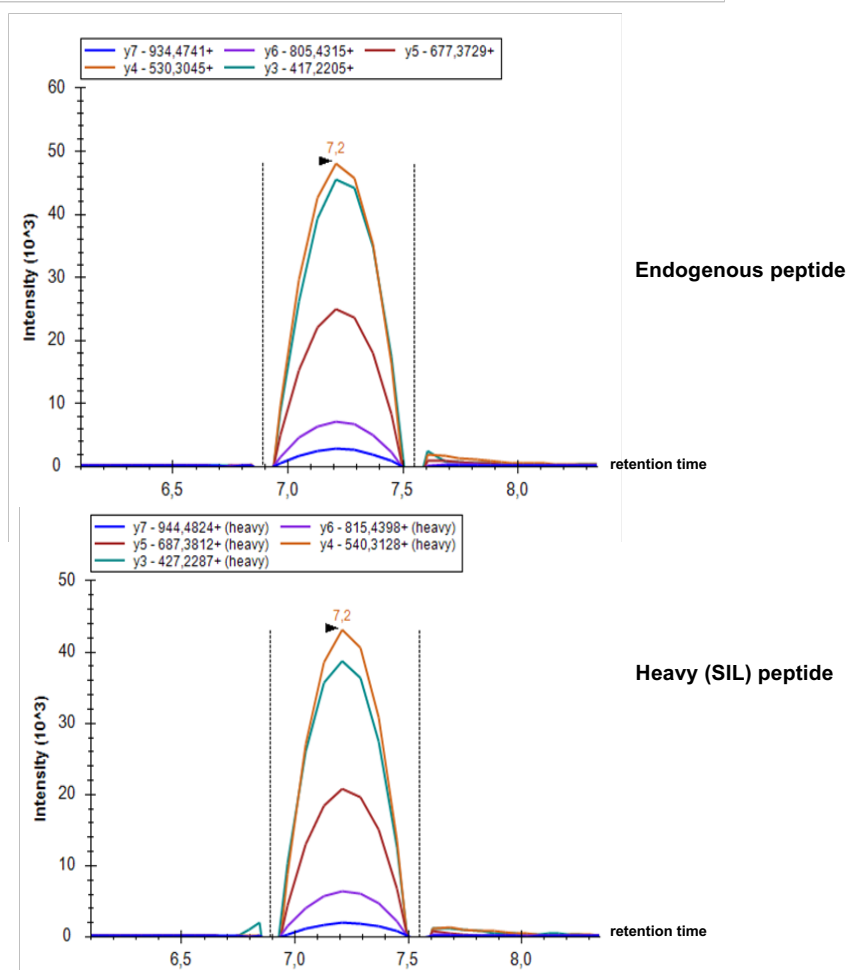 y7 - 934,4741+ y6 - 805,4315+ y5 - 677,3729+
y4 - 530,3045+ y3 - 417,2205+
60
50
7,2
40
Intensity (10^3)
30
Endogenous peptide
20
10
0
retention time
6,5 7,0 7,5 8,0
y7 - 944,4824+ (heavy) y6 - 815,4398+ (heavy)
y5 - 687,3812+ (heavy) y4 - 540,3128+ (heavy)
y3 - 427,2287+ (heavy)
50
7,2
40
Heavy (SIL) peptide
Intensity (10^3)
30
20
10
0
retention time
6,5 7,0 7,5 8,0